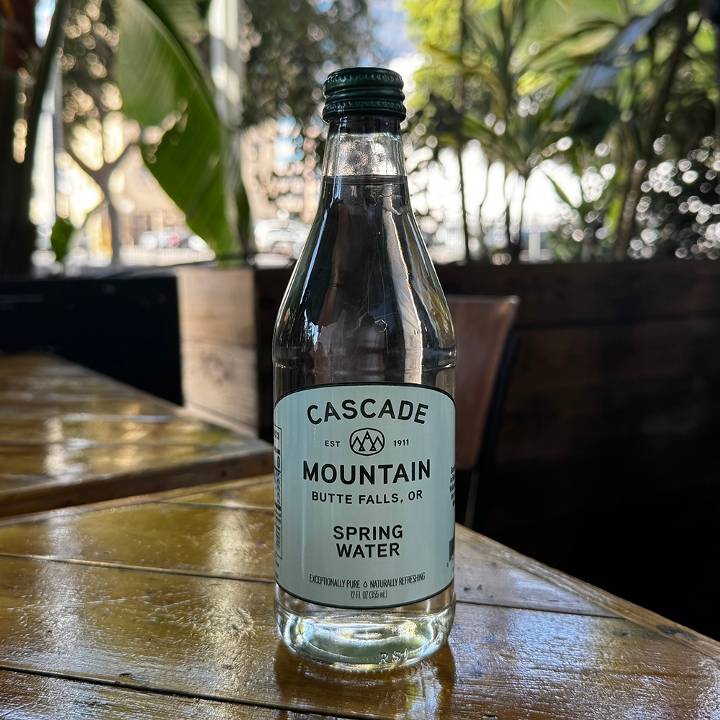 CASCADE
EST 1911
MOUNTAIN
BUTTE FALLS, OR
SPRING
WATER
EXCEPTIONALLY PURE NATURALLY REFRESHING
12 FL OZ (355 mL)